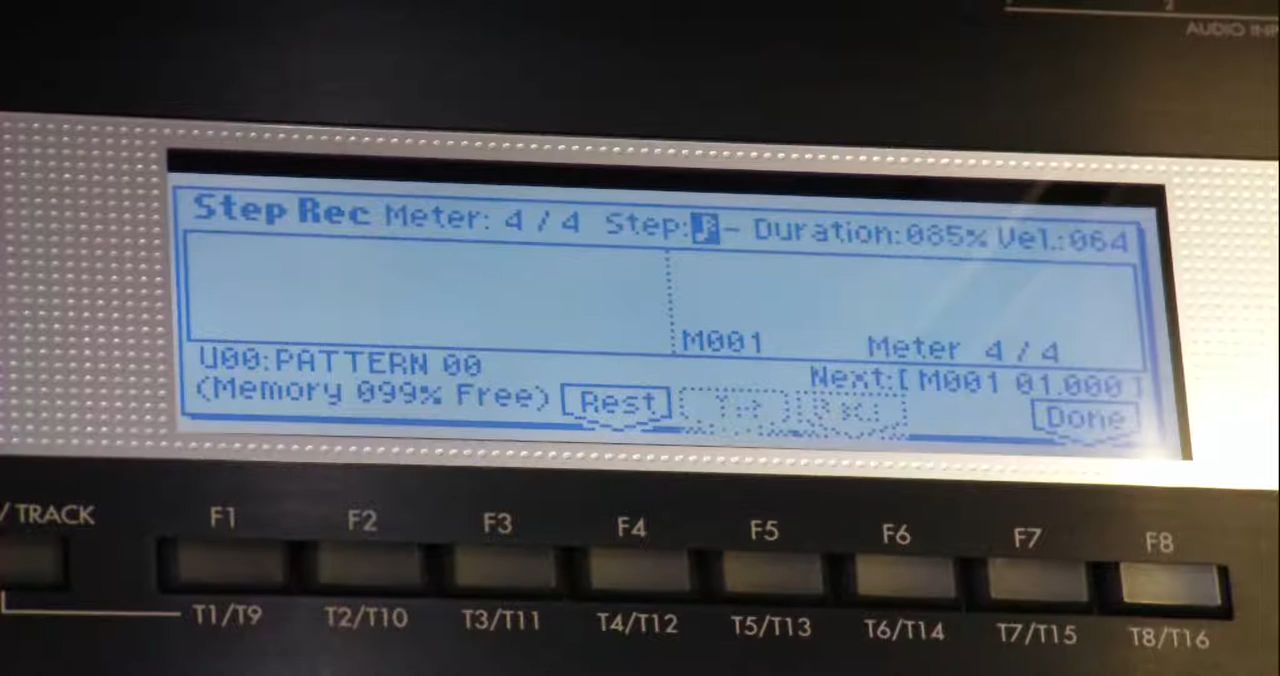 2
AUDIO INP
Step Rec Meter: 4/4 Step:♪- Duration:085% Vel.:064
M001 Meter 4/4
U00:PATTERN 00
Next:[M001 01.000]
(Memory 099% Free) Rest Done
/ TRACK F1 F2 F3 F4 F5 F6 F7 F8
T1/T9 T2/T10 T3/T11 T4/T12 T5/T13 T6/T14 T7/T15 T8/T16